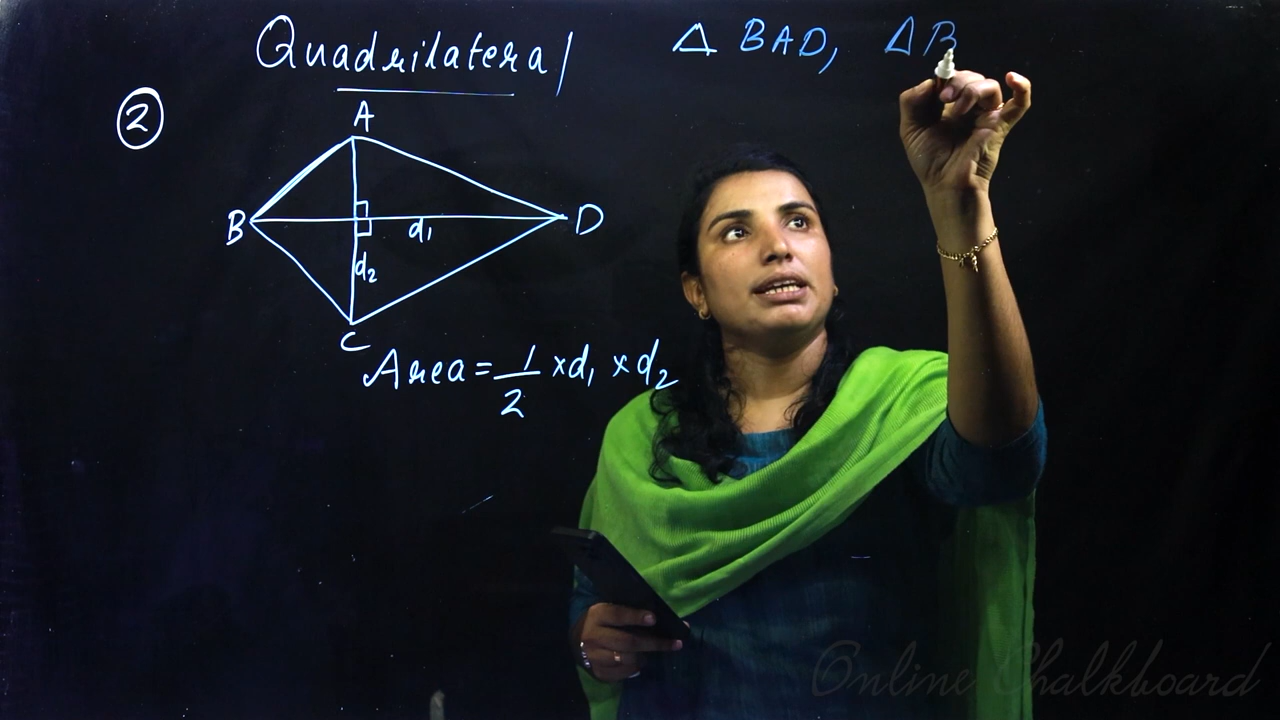 Quadrilateral
Δ BAD, Δ B
2
A
B
D
d₁
d₂
C
Area = 1/2 × d₁ × d₂
Online Chalkboard